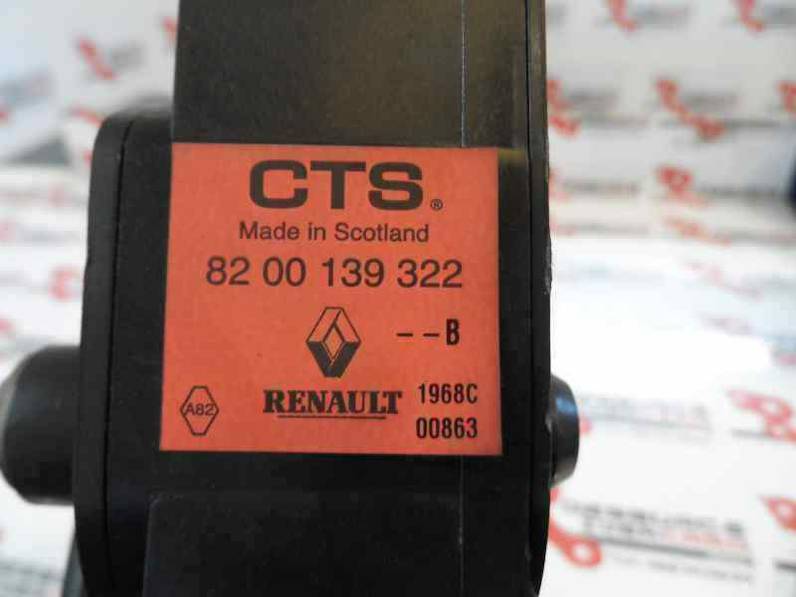 CTS®
Made in Scotland
82 00 139 322
--B
A82
RENAULT
1968C
00863